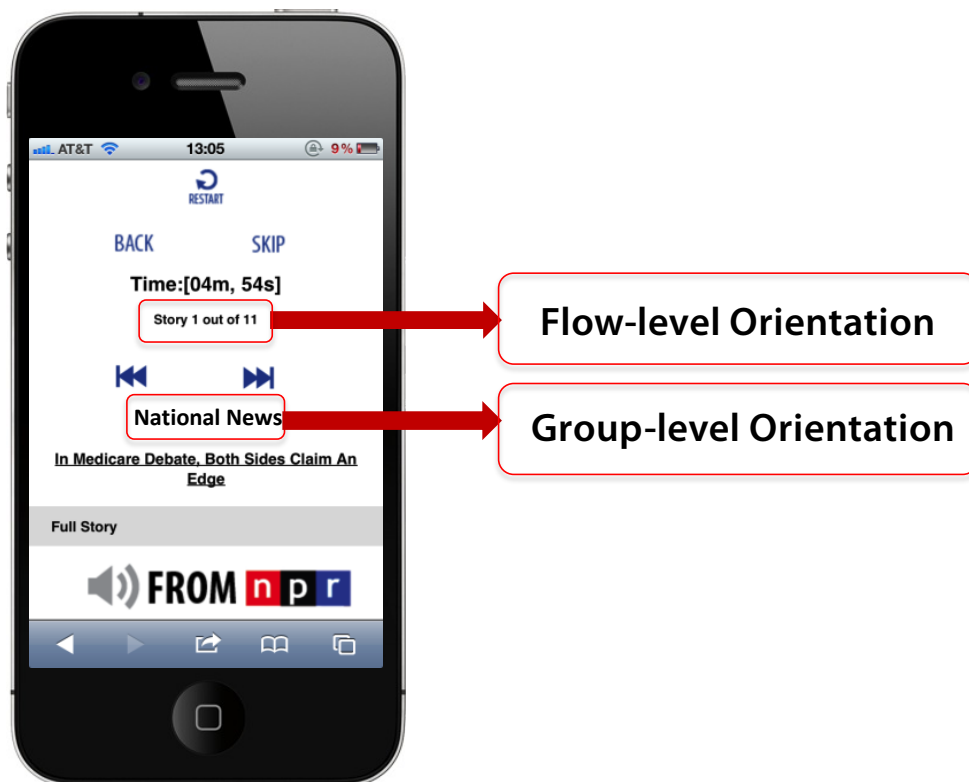 AT&T 13:05 9%
RESTART
BACK SKIP
Time:[04m, 54s]
Story 1 out of 11
Flow-level Orientation
National News
Group-level Orientation
In Medicare Debate, Both Sides Claim An
Edge
Full Story
FROM n p r